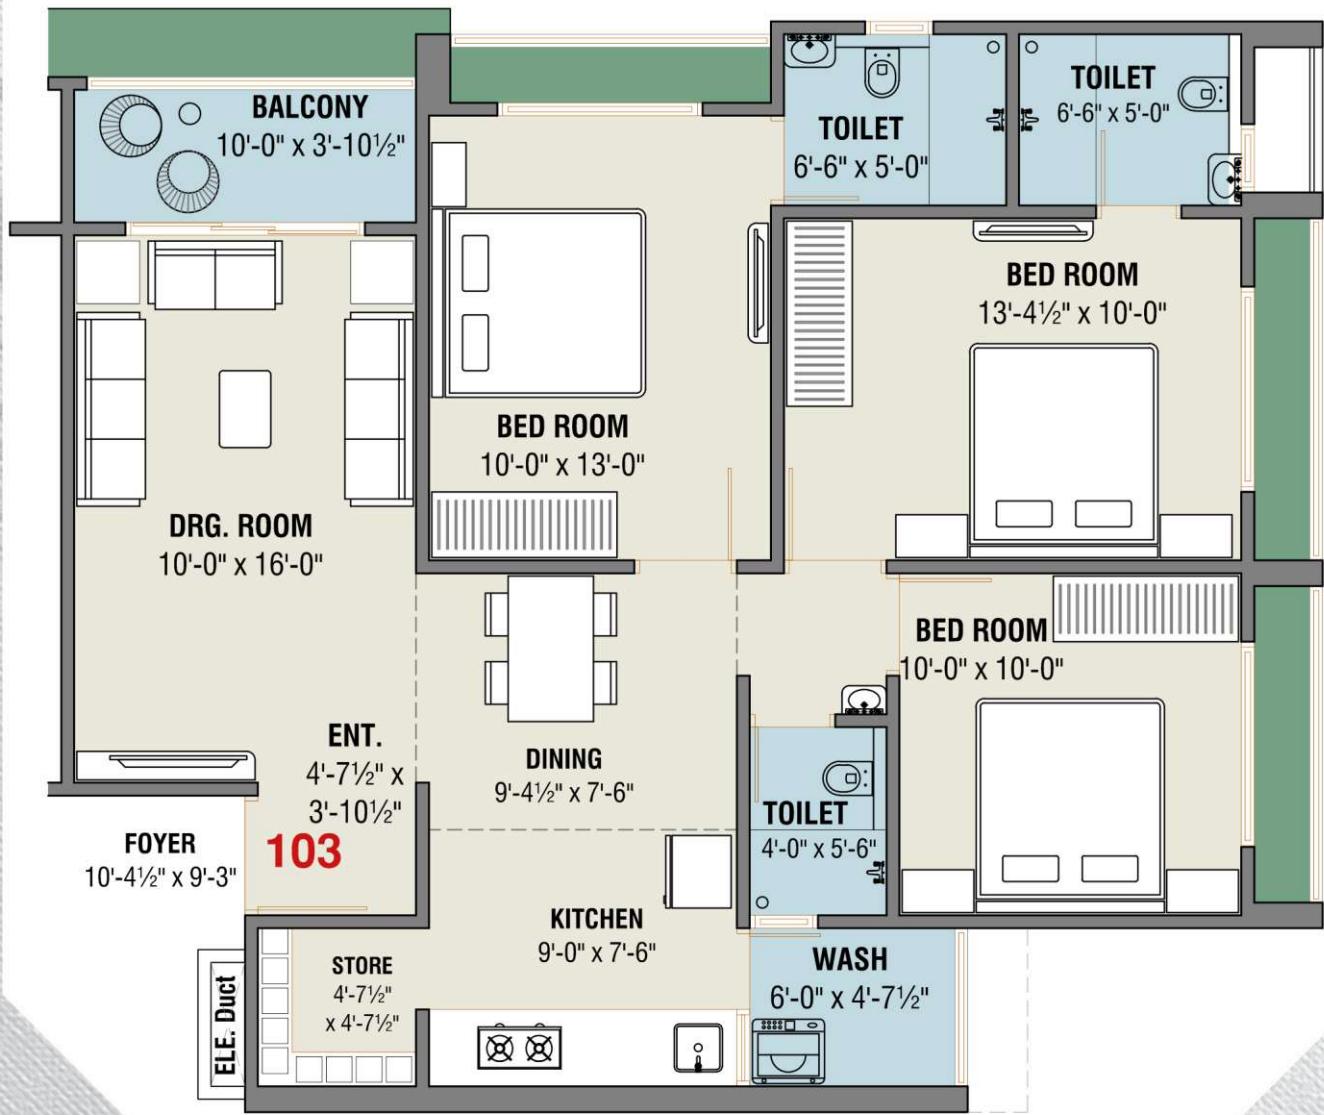 BALCONY
10'-0" x 3'-10½"
TOILET
6'-6" x 5'-0"
TOILET
6'-6" x 5'-0"
BED ROOM
13'-4½" x 10'-0"
BED ROOM
10'-0" x 13'-0"
DRG. ROOM
10'-0" x 16'-0"
BED ROOM
10'-0" x 10'-0"
ENT.
4'-7½" x
3'-10½"
DINING
9'-4½" x 7'-6"
TOILET
4'-0" x 5'-6"
FOYER
10'-4½" x 9'-3"
103
KITCHEN
9'-0" x 7'-6"
STORE
4'-7½"
x 4'-7½"
WASH
6'-0" x 4'-7½"
ELE. Duct